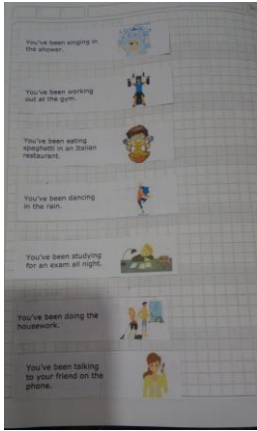 You've been singing in
the shower.
You've been working
out at the gym.
You've been eating
spaghetti in an Italian
restaurant.
You've been dancing
in the rain.
You've been studying
for an exam all night.
You've been doing the
housework.
You've been talking
to your friend on the
phone.